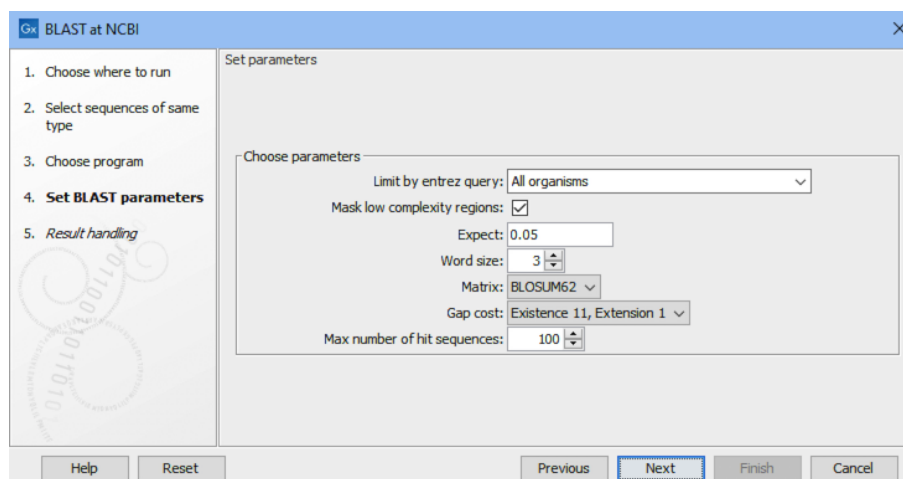 Gx BLAST at NCBI
1. Choose where to run
2. Select sequences of same
type
3. Choose program
4. Set BLAST parameters
5. Result handling
Set parameters
Choose parameters
Limit by entrez query: All organisms
Mask low complexity regions:
Expect: 0.05
Word size: 3
Matrix: BLOSUM62
Gap cost: Existence 11, Extension 1
Max number of hit sequences: 100
Help Reset Previous Next Finish Cancel